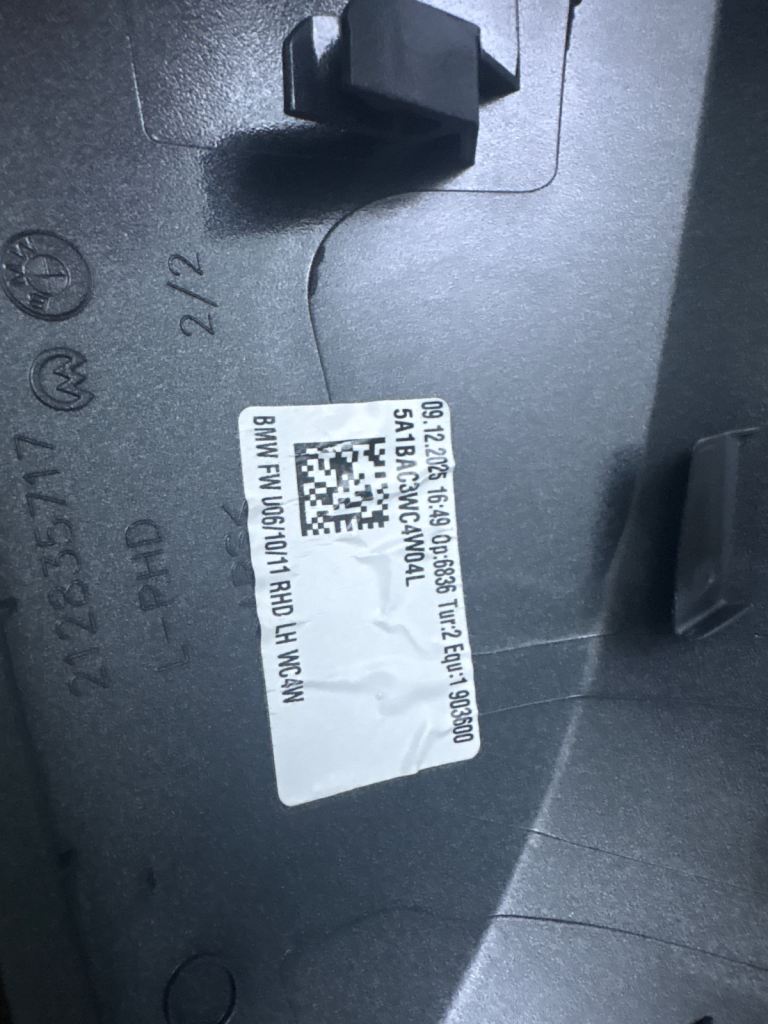 09.12.2025 16:49 Op:6836 Tur:2 Equ:1 903600
5A1BAC3WC4W04L
BMW FW U06/10/11 RHD LH WC4W
2/2
212835717
L-PHD